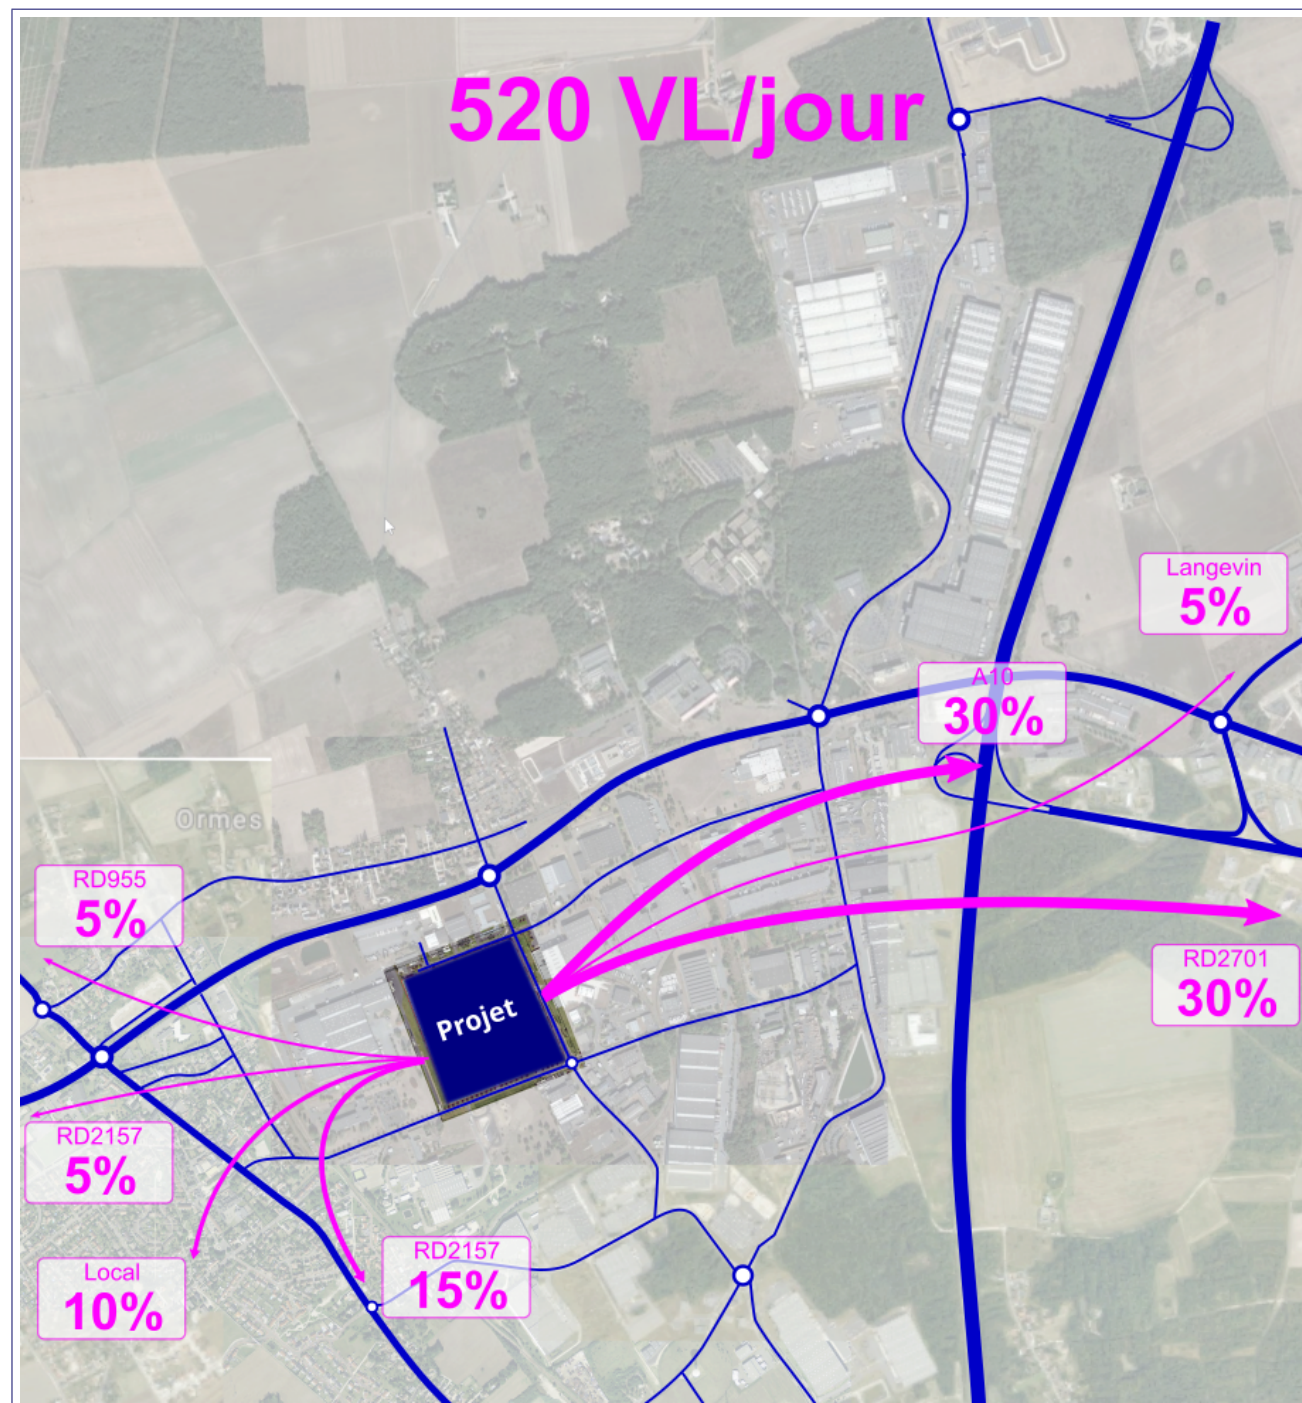 520 VL/jour
Langevin
5%
A10
30%
Ormes
RD955
5%
RD2701
30%
Projet
RD2157
5%
RD2157
15%
Local
10%